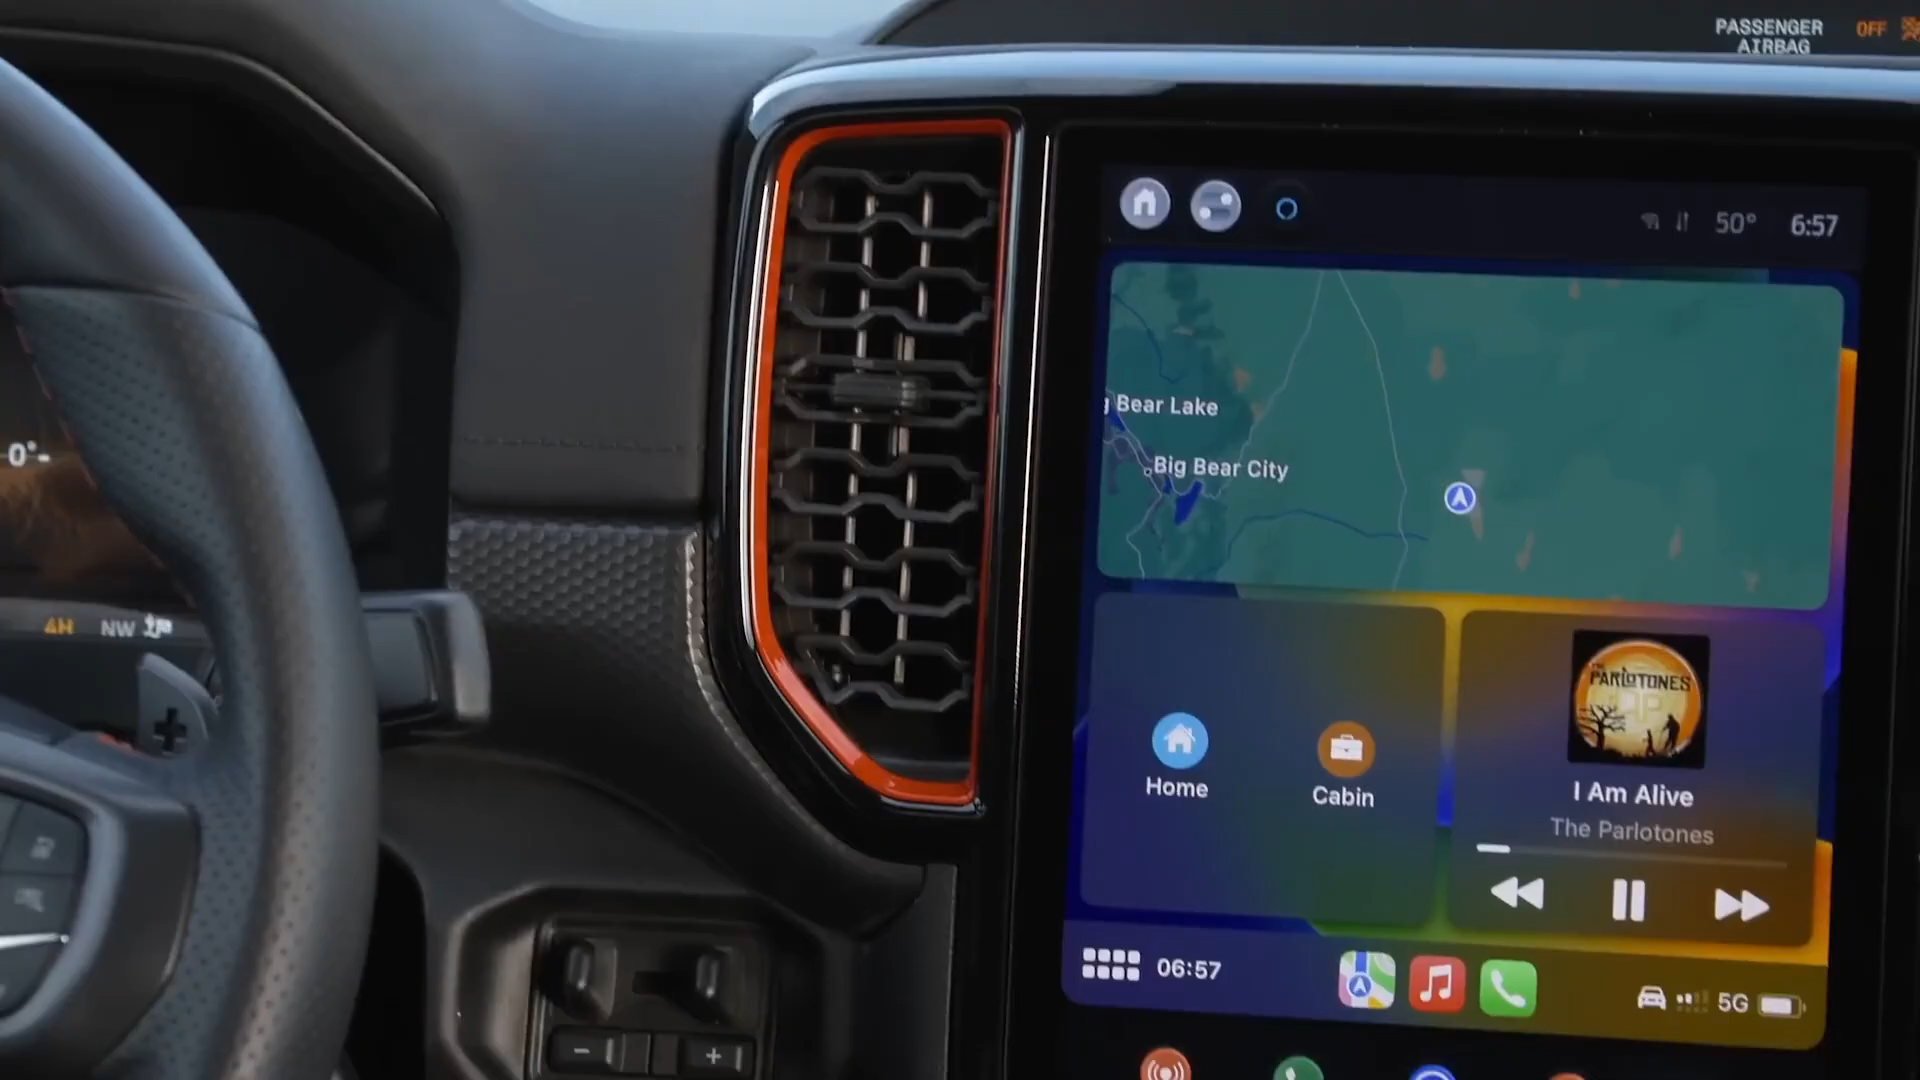 PASSENGER
AIRBAG
OFF
50° 6:57
g Bear Lake
Big Bear City
0°-
4H NW
PARLOTONES
Home
Cabin
I Am Alive
The Parlotones
06:57
5G
- +